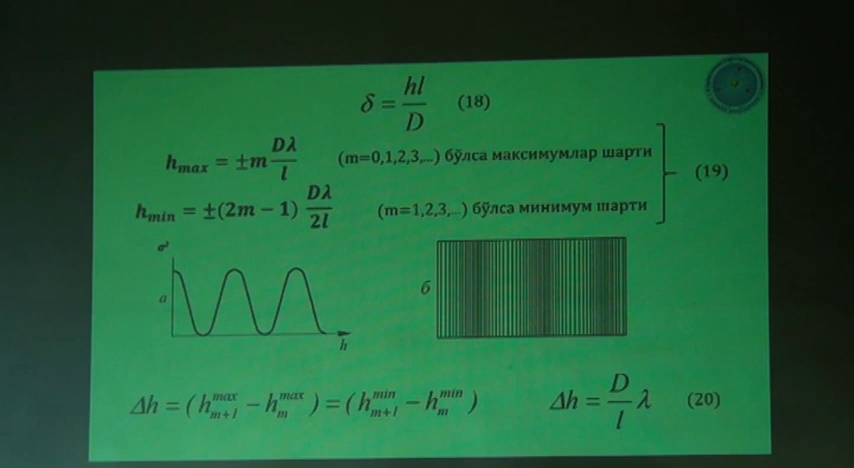 δ = hl/D (18)
h_max = ±m Dλ/l (m=0,1,2,3,...) бўлса максимумлар шарти
(19)
h_min = ±(2m − 1) Dλ/2l (m=1,2,3,...) бўлса минимум шарти
a²
а
h
б
Δh = (h_{m+1}^{max} − h_m^{max}) = (h_{m+1}^{min} − h_m^{min}) Δh = D/l λ (20)